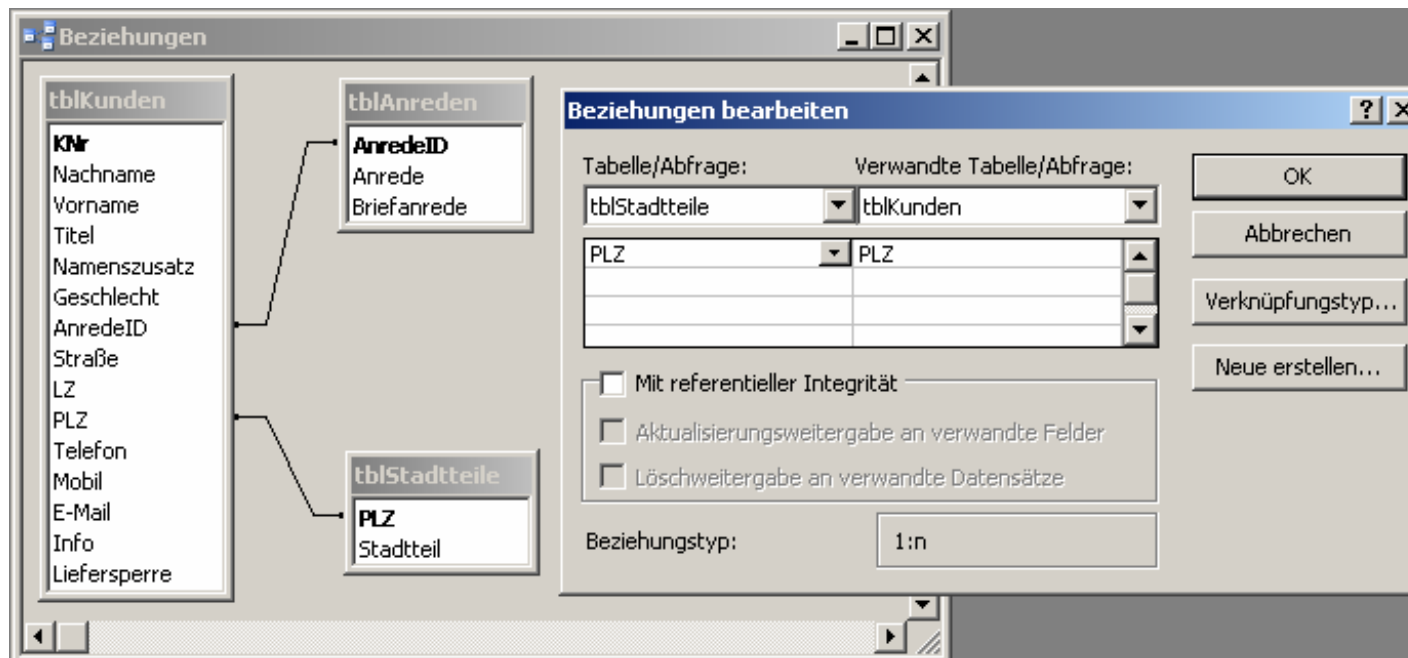 Beziehungen
tblKunden
KNr
Nachname
Vorname
Titel
Namenszusatz
Geschlecht
AnredeID
Straße
LZ
PLZ
Telefon
Mobil
E-Mail
Info
Liefersperre
tblAnreden
AnredeID
Anrede
Briefanrede
tblStadtteile
PLZ
Stadtteil
Beziehungen bearbeiten
Tabelle/Abfrage: Verwandte Tabelle/Abfrage:
tblStadtteile tblKunden
PLZ PLZ
Mit referentieller Integrität
Aktualisierungsweitergabe an verwandte Felder
Löschweitergabe an verwandte Datensätze
Beziehungstyp: 1:n
OK
Abbrechen
Verknüpfungstyp...
Neue erstellen...